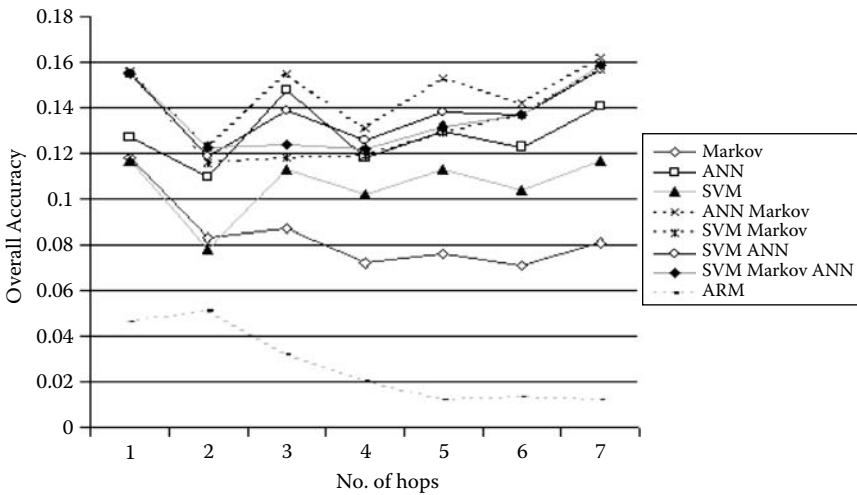 0.18
0.16
0.14
0.12
0.1
0.08
0.06
0.04
0.02
0
Overall Accuracy
1 2 3 4 5 6 7
No. of hops
Markov
ANN
SVM
ANN Markov
SVM Markov
SVM ANN
SVM Markov ANN
ARM